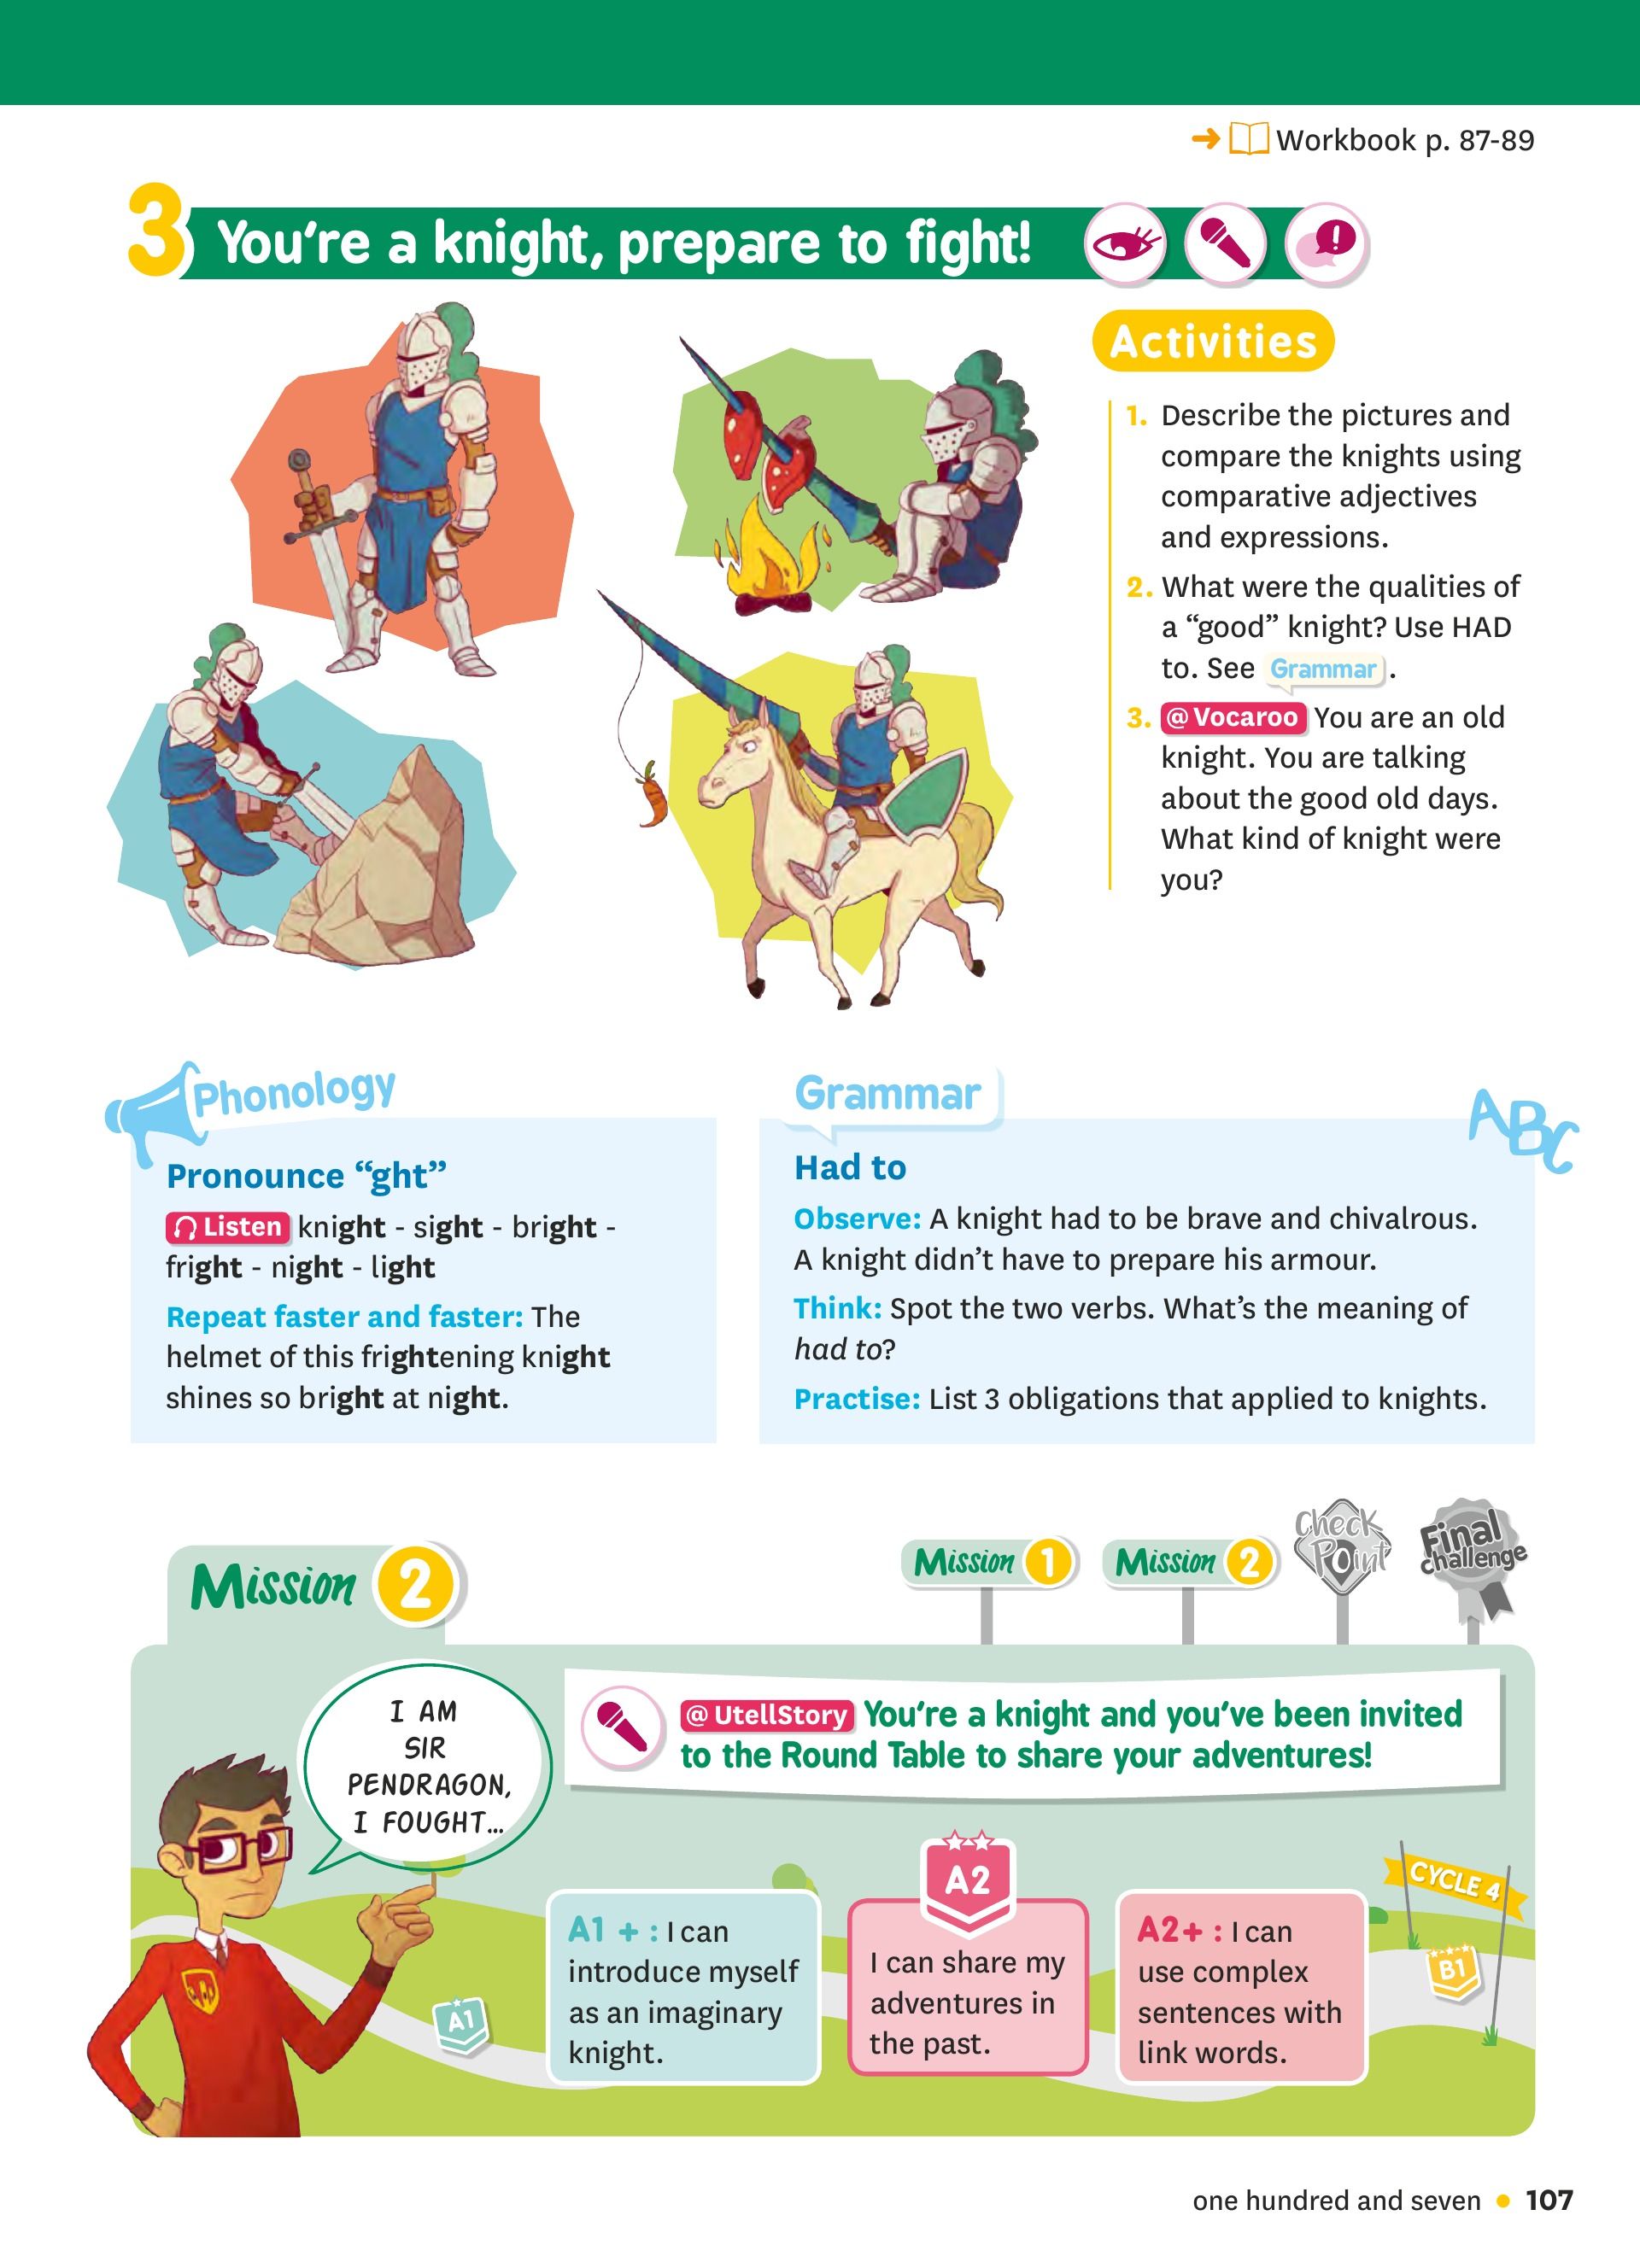 Workbook p. 87-89
3 You're a knight, prepare to fight!
Activities
1. Describe the pictures and
compare the knights using
comparative adjectives
and expressions.
2. What were the qualities of
a “good” knight? Use HAD
to. See Grammar.
3. @Vocaroo You are an old
knight. You are talking
about the good old days.
What kind of knight were
you?
Phonology
Pronounce “ght”
Listen knight - sight - bright -
fright - night - light
Repeat faster and faster: The
helmet of this frightening knight
shines so bright at night.
Grammar
ABC
Had to
Observe: A knight had to be brave and chivalrous.
A knight didn't have to prepare his armour.
Think: Spot the two verbs. What's the meaning of
had to?
Practise: List 3 obligations that applied to knights.
Mission 2
Mission 1
Mission 2
Check
Point
Final
challenge
I AM
SIR
PENDRAGON,
I FOUGHT...
@UtellStory You're a knight and you've been invited
to the Round Table to share your adventures!
A1
A1 + : I can
introduce myself
as an imaginary
knight.
A2
I can share my
adventures in
the past.
A2+ : I can
use complex
sentences with
link words.
CYCLE 4
B1
one hundred and seven • 107